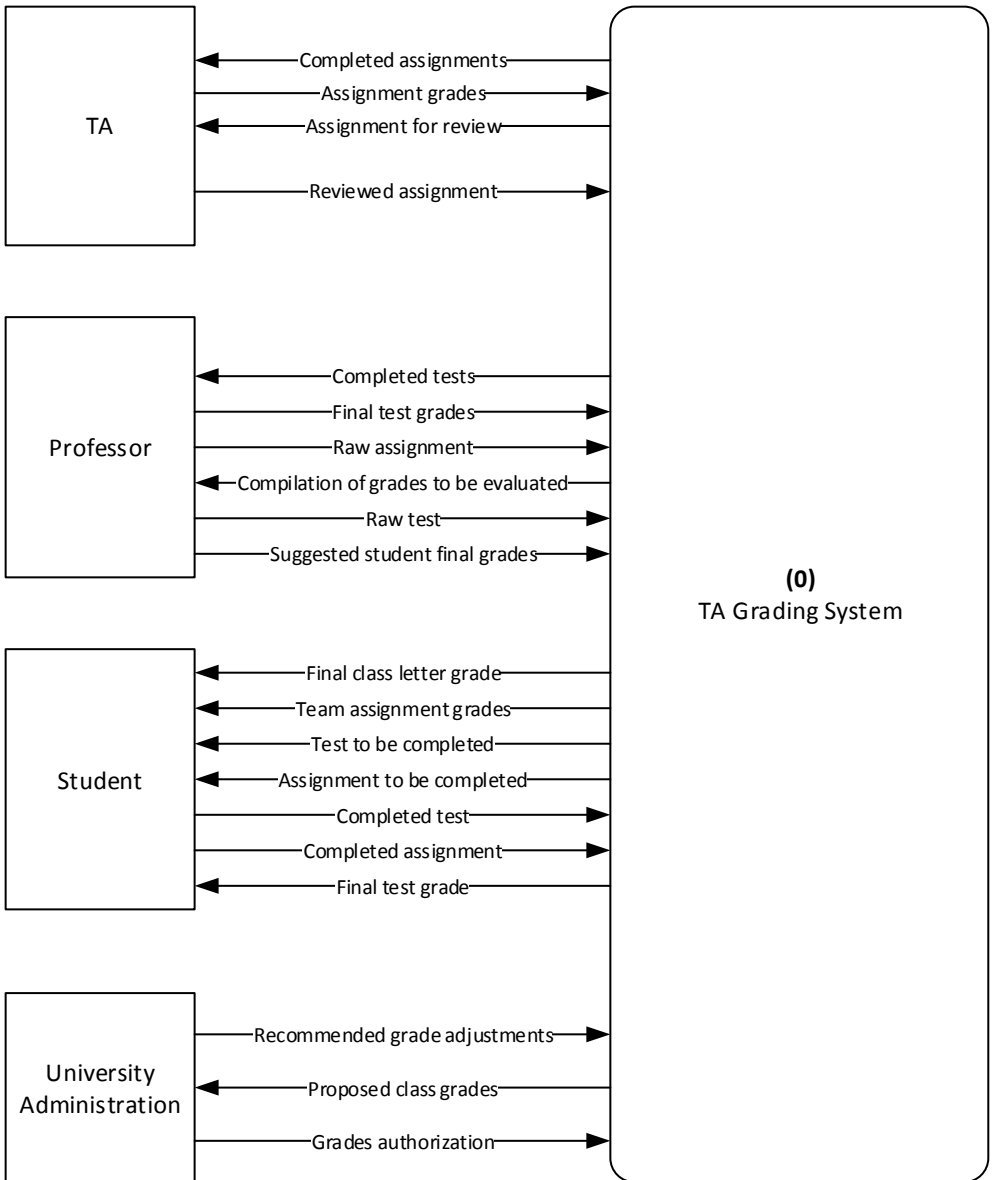 TA
Completed assignments
Assignment grades
Assignment for review
Reviewed assignment
Professor
Completed tests
Final test grades
Raw assignment
Compilation of grades to be evaluated
Raw test
Suggested student final grades
(0)
TA Grading System
Student
Final class letter grade
Team assignment grades
Test to be completed
Assignment to be completed
Completed test
Completed assignment
Final test grade
University
Administration
Recommended grade adjustments
Proposed class grades
Grades authorization